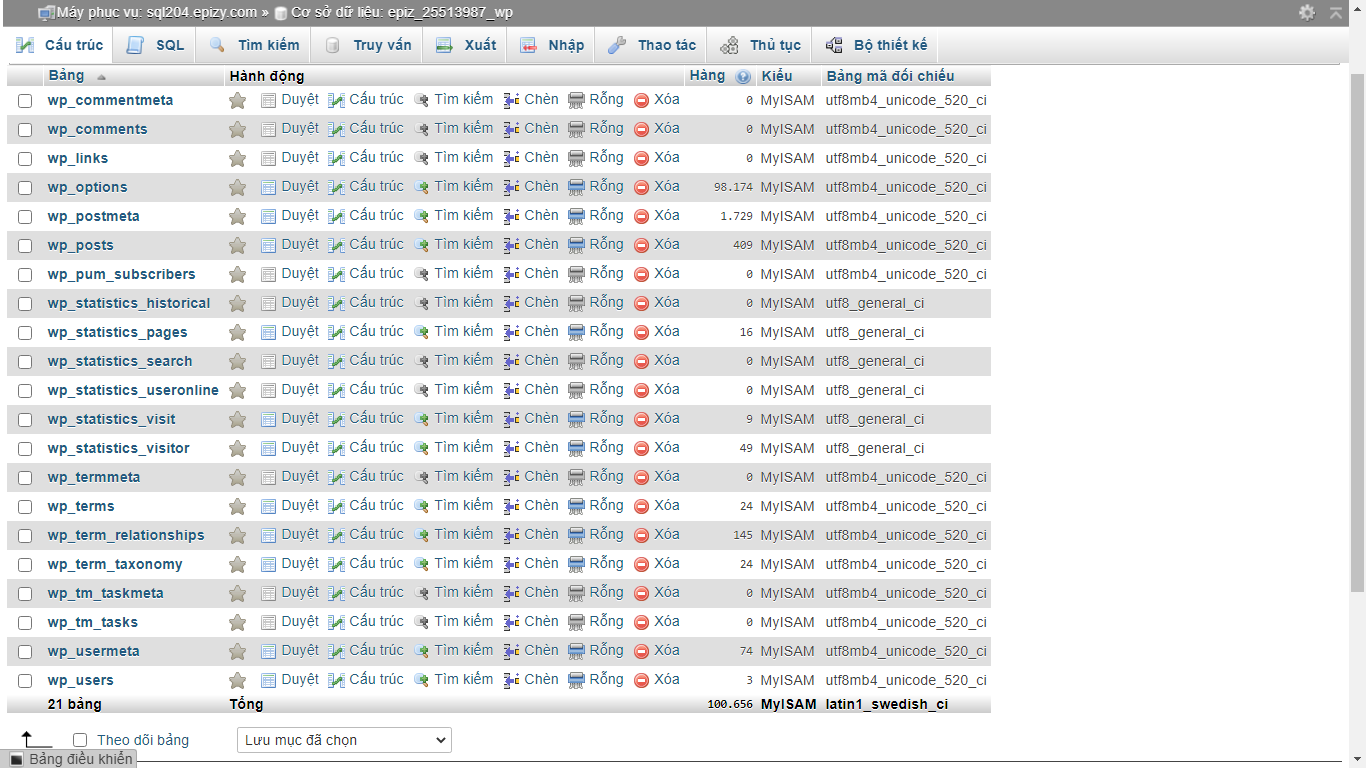 Máy phục vụ: sql204.epizy.com » Cơ sở dữ liệu: epiz_25513987_wp
Cấu trúc SQL Tìm kiếm Truy vấn Xuất Nhập Thao tác Thủ tục Bộ thiết kế
Bảng Hành động Hàng Kiểu Bảng mã đối chiếu
wp_commentmeta Duyệt Cấu trúc Tìm kiếm Chèn Rỗng Xóa 0 MyISAM utf8mb4_unicode_520_ci
wp_comments Duyệt Cấu trúc Tìm kiếm Chèn Rỗng Xóa 0 MyISAM utf8mb4_unicode_520_ci
wp_links Duyệt Cấu trúc Tìm kiếm Chèn Rỗng Xóa 0 MyISAM utf8mb4_unicode_520_ci
wp_options Duyệt Cấu trúc Tìm kiếm Chèn Rỗng Xóa 98.174 MyISAM utf8mb4_unicode_520_ci
wp_postmeta Duyệt Cấu trúc Tìm kiếm Chèn Rỗng Xóa 1.729 MyISAM utf8mb4_unicode_520_ci
wp_posts Duyệt Cấu trúc Tìm kiếm Chèn Rỗng Xóa 409 MyISAM utf8mb4_unicode_520_ci
wp_pum_subscribers Duyệt Cấu trúc Tìm kiếm Chèn Rỗng Xóa 0 MyISAM utf8mb4_unicode_520_ci
wp_statistics_historical Duyệt Cấu trúc Tìm kiếm Chèn Rỗng Xóa 0 MyISAM utf8_general_ci
wp_statistics_pages Duyệt Cấu trúc Tìm kiếm Chèn Rỗng Xóa 16 MyISAM utf8_general_ci
wp_statistics_search Duyệt Cấu trúc Tìm kiếm Chèn Rỗng Xóa 0 MyISAM utf8_general_ci
wp_statistics_useronline Duyệt Cấu trúc Tìm kiếm Chèn Rỗng Xóa 0 MyISAM utf8_general_ci
wp_statistics_visit Duyệt Cấu trúc Tìm kiếm Chèn Rỗng Xóa 9 MyISAM utf8_general_ci
wp_statistics_visitor Duyệt Cấu trúc Tìm kiếm Chèn Rỗng Xóa 49 MyISAM utf8_general_ci
wp_termmeta Duyệt Cấu trúc Tìm kiếm Chèn Rỗng Xóa 0 MyISAM utf8mb4_unicode_520_ci
wp_terms Duyệt Cấu trúc Tìm kiếm Chèn Rỗng Xóa 24 MyISAM utf8mb4_unicode_520_ci
wp_term_relationships Duyệt Cấu trúc Tìm kiếm Chèn Rỗng Xóa 145 MyISAM utf8mb4_unicode_520_ci
wp_term_taxonomy Duyệt Cấu trúc Tìm kiếm Chèn Rỗng Xóa 24 MyISAM utf8mb4_unicode_520_ci
wp_tm_taskmeta Duyệt Cấu trúc Tìm kiếm Chèn Rỗng Xóa 0 MyISAM utf8mb4_unicode_520_ci
wp_tm_tasks Duyệt Cấu trúc Tìm kiếm Chèn Rỗng Xóa 0 MyISAM utf8mb4_unicode_520_ci
wp_usermeta Duyệt Cấu trúc Tìm kiếm Chèn Rỗng Xóa 74 MyISAM utf8mb4_unicode_520_ci
wp_users Duyệt Cấu trúc Tìm kiếm Chèn Rỗng Xóa 3 MyISAM utf8mb4_unicode_520_ci
21 bảng Tổng 100.656 MyISAM latin1_swedish_ci
Theo dõi bảng Lưu mục đã chọn
Bảng điều khiển